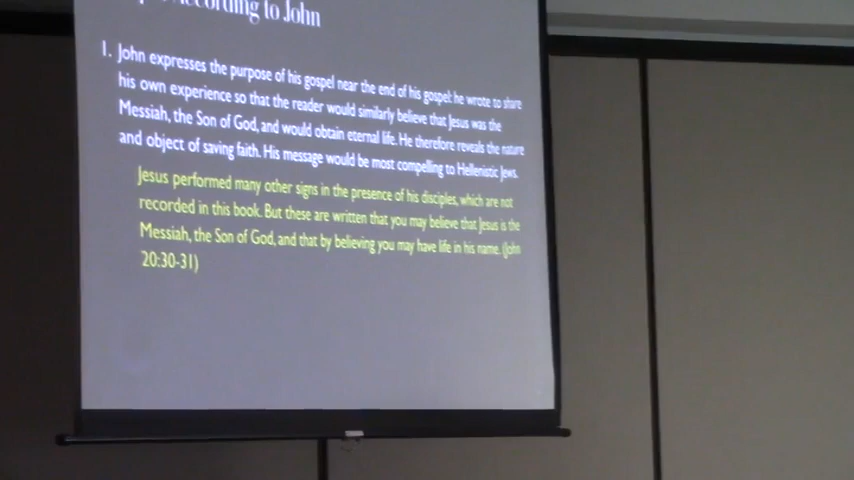 According to John
1. John expresses the purpose of his gospel near the end of his gospel: he wrote to share
his own experience so that the reader would similarly believe that Jesus was the
Messiah, the Son of God, and would obtain eternal life. He therefore reveals the nature
and object of saving faith. His message would be most compelling to Hellenistic Jews.
Jesus performed many other signs in the presence of his disciples, which are not
recorded in this book. But these are written that you may believe that Jesus is the
Messiah, the Son of God, and that by believing you may have life in his name. (John
20:30-31)